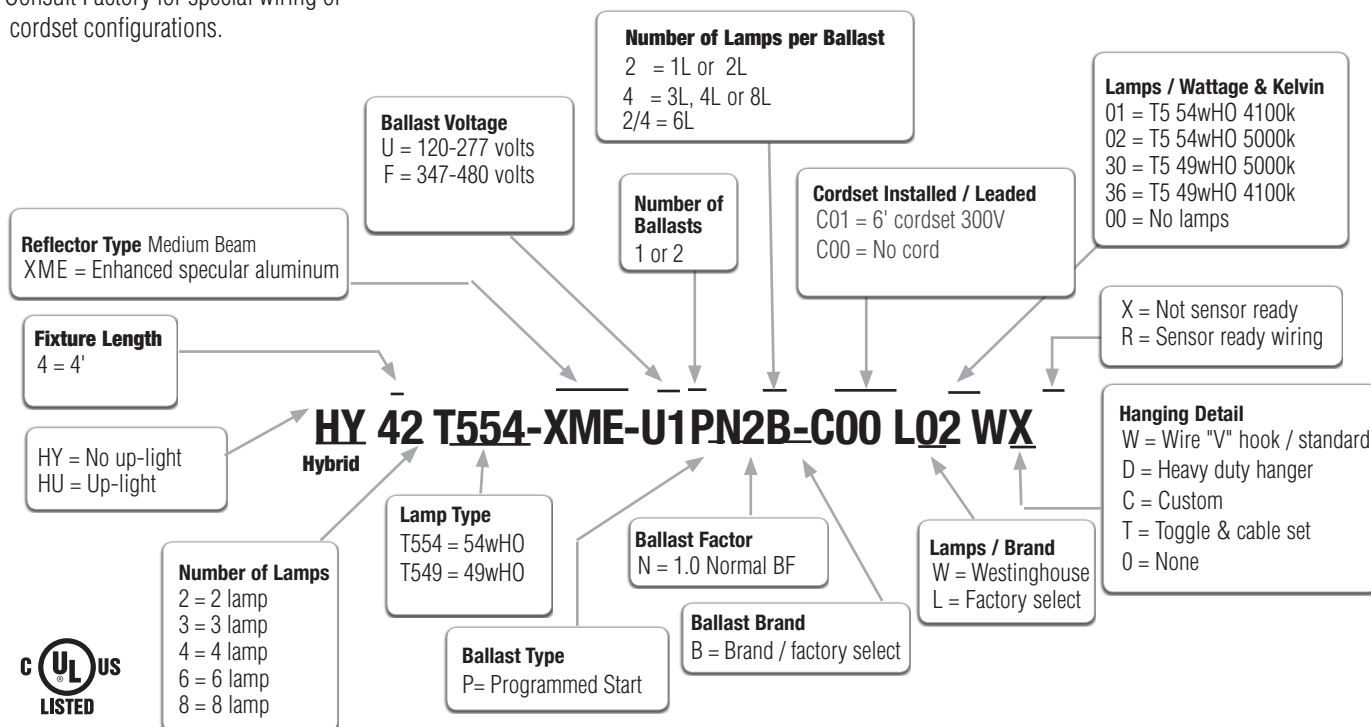 Consult Factory for special wiring or
cordset configurations.
Number of Lamps per Ballast
2 = 1L or 2L
4 = 3L, 4L or 8L
2/4 = 6L
Lamps / Wattage & Kelvin
01 = T5 54wHO 4100k
02 = T5 54wHO 5000k
30 = T5 49wHO 5000k
36 = T5 49wHO 4100k
00 = No lamps
Ballast Voltage
U = 120-277 volts
F = 347-480 volts
Number of
Ballasts
1 or 2
Cordset Installed / Leaded
C01 = 6' cordset 300V
C00 = No cord
Reflector Type Medium Beam
XME = Enhanced specular aluminum
X = Not sensor ready
R = Sensor ready wiring
Fixture Length
4 = 4'
HY 42 T554-XME-U1PN2B-C00 L02 WX
Hybrid
HY = No up-light
HU = Up-light
Hanging Detail
W = Wire "V" hook / standard
D = Heavy duty hanger
C = Custom
T = Toggle & cable set
0 = None
Lamp Type
T554 = 54wHO
T549 = 49wHO
Number of Lamps
2 = 2 lamp
3 = 3 lamp
4 = 4 lamp
6 = 6 lamp
8 = 8 lamp
Ballast Factor
N = 1.0 Normal BF
Lamps / Brand
W = Westinghouse
L = Factory select
Ballast Brand
B = Brand / factory select
Ballast Type
P= Programmed Start
C UL US
®
LISTED